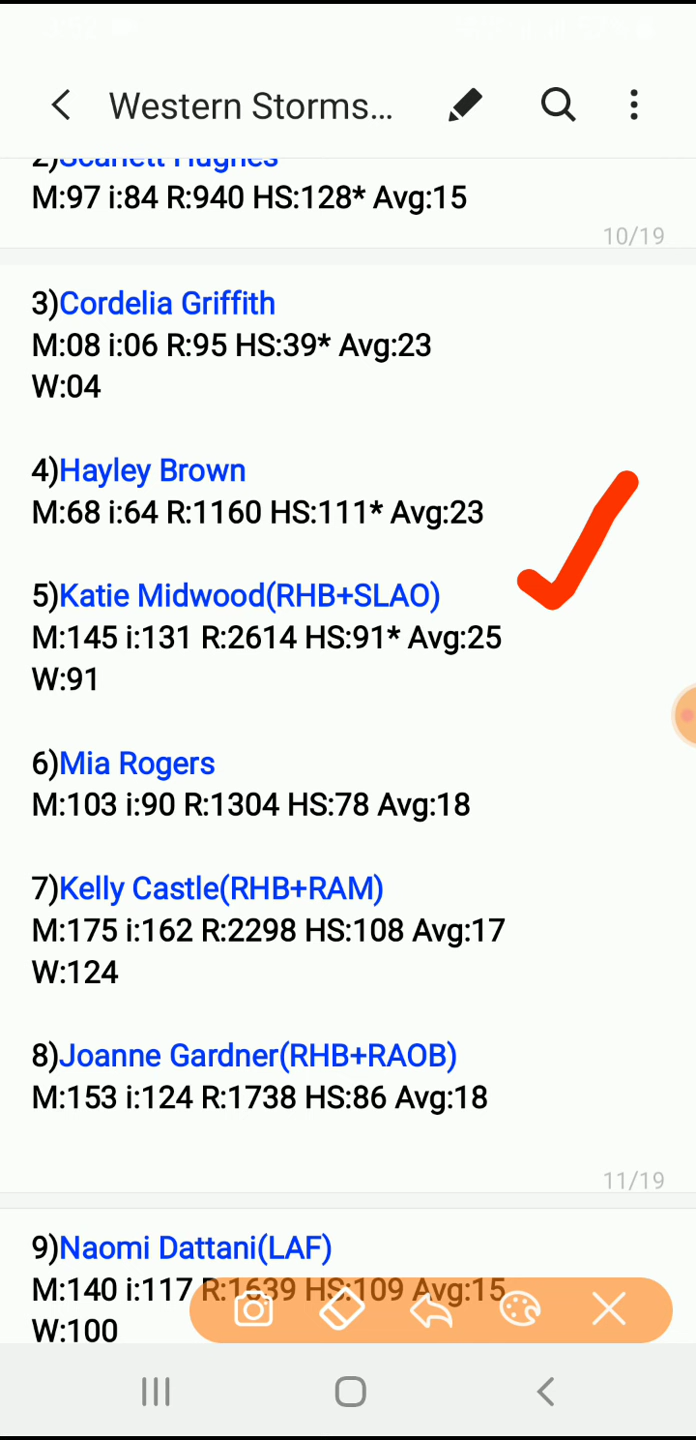 Western Storms...
2)Scarlett Hughes
M:97 i:84 R:940 HS:128* Avg:15
10/19
3)Cordelia Griffith
M:08 i:06 R:95 HS:39* Avg:23
W:04
4)Hayley Brown
M:68 i:64 R:1160 HS:111* Avg:23
5)Katie Midwood(RHB+SLAO)
M:145 i:131 R:2614 HS:91* Avg:25
W:91
6)Mia Rogers
M:103 i:90 R:1304 HS:78 Avg:18
7)Kelly Castle(RHB+RAM)
M:175 i:162 R:2298 HS:108 Avg:17
W:124
8)Joanne Gardner(RHB+RAOB)
M:153 i:124 R:1738 HS:86 Avg:18
11/19
9)Naomi Dattani(LAF)
M:140 i:117 R:1639 HS:109 Avg:15
W:100